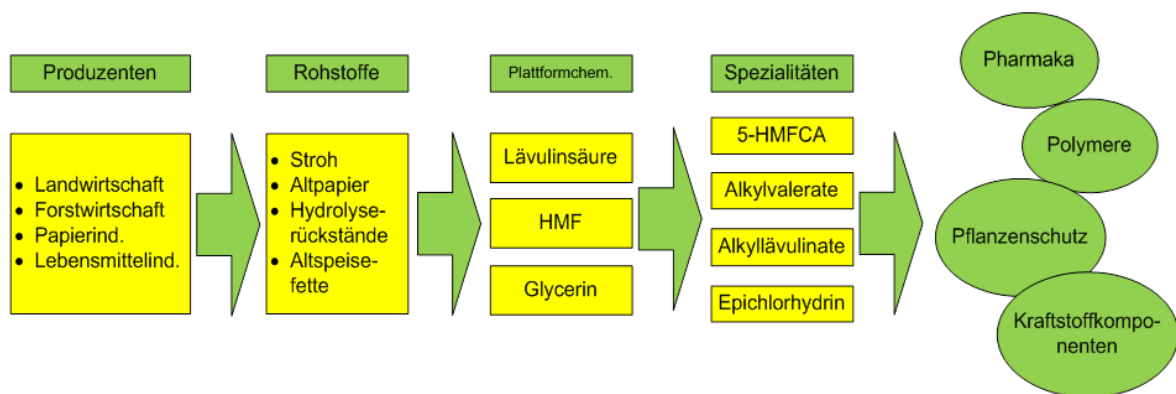 Produzenten
• Landwirtschaft
• Forstwirtschaft
• Papierind.
• Lebensmittelind.
Rohstoffe
• Stroh
• Altpapier
• Hydrolyse-
rückstände
• Altspeise-
fette
Plattformchem.
Lävulinsäure
HMF
Glycerin
Spezialitäten
5-HMFCA
Alkylvalerate
Alkyllävulinate
Epichlorhydrin
Pharmaka
Polymere
Pflanzenschutz
Kraftstoffkompo-
nenten